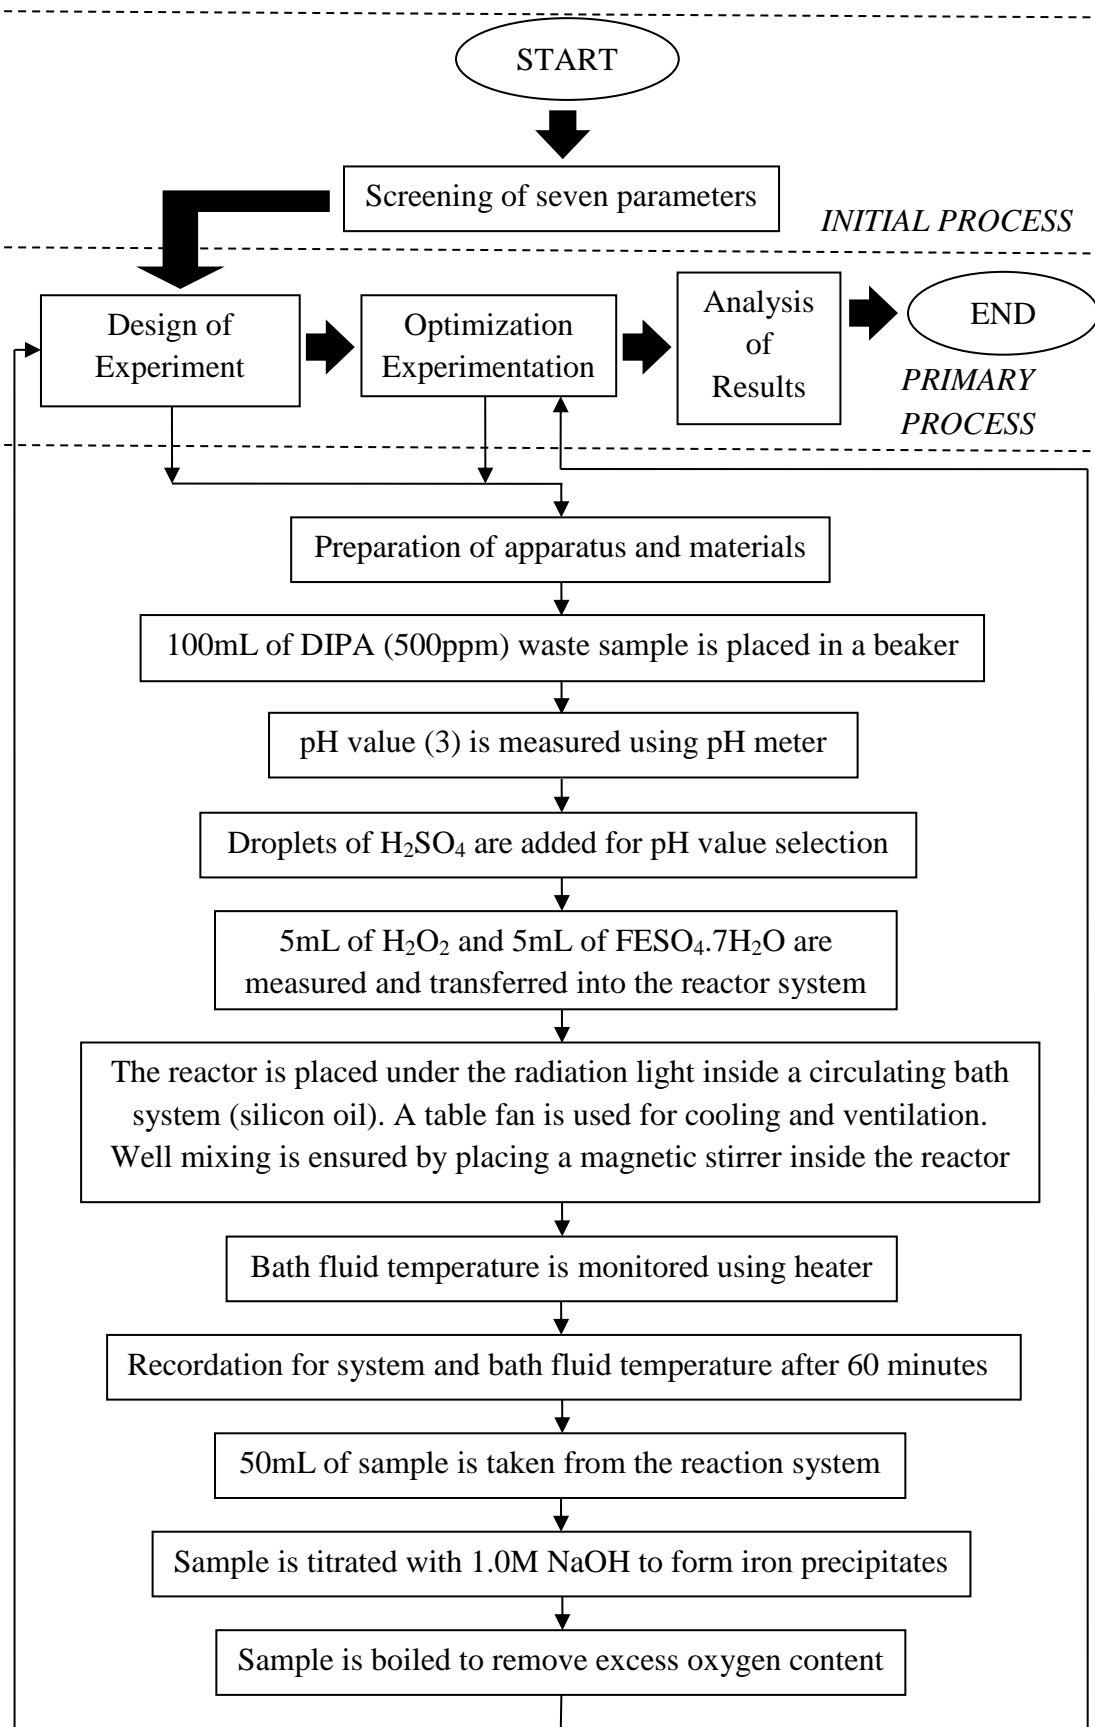 START
Screening of seven parameters
INITIAL PROCESS
Design of
Experiment
Optimization
Experimentation
Analysis
of
Results
END
PRIMARY
PROCESS
Preparation of apparatus and materials
100mL of DIPA (500ppm) waste sample is placed in a beaker
pH value (3) is measured using pH meter
Droplets of H₂SO₄ are added for pH value selection
5mL of H₂O₂ and 5mL of FESO₄.7H₂O are
measured and transferred into the reactor system
The reactor is placed under the radiation light inside a circulating bath
system (silicon oil). A table fan is used for cooling and ventilation.
Well mixing is ensured by placing a magnetic stirrer inside the reactor
Bath fluid temperature is monitored using heater
Recordation for system and bath fluid temperature after 60 minutes
50mL of sample is taken from the reaction system
Sample is titrated with 1.0M NaOH to form iron precipitates
Sample is boiled to remove excess oxygen content